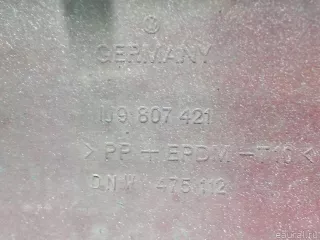 GERMANY
1J9 807 421
>PP+EPDM-T10<
475/112